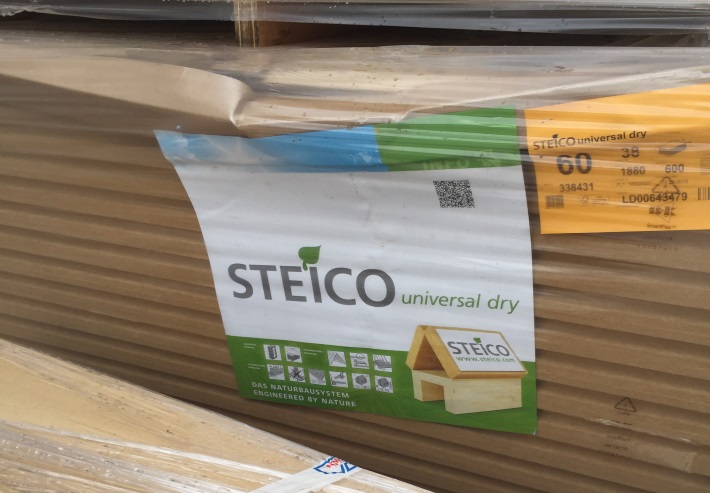 STEICO universal dry
60 38
1880 600
338431
LD00643479
STEICO universal dry
STEICO
www.steico.com
DAS NATURBAUSYSTEM
ENGINEERED BY NATURE